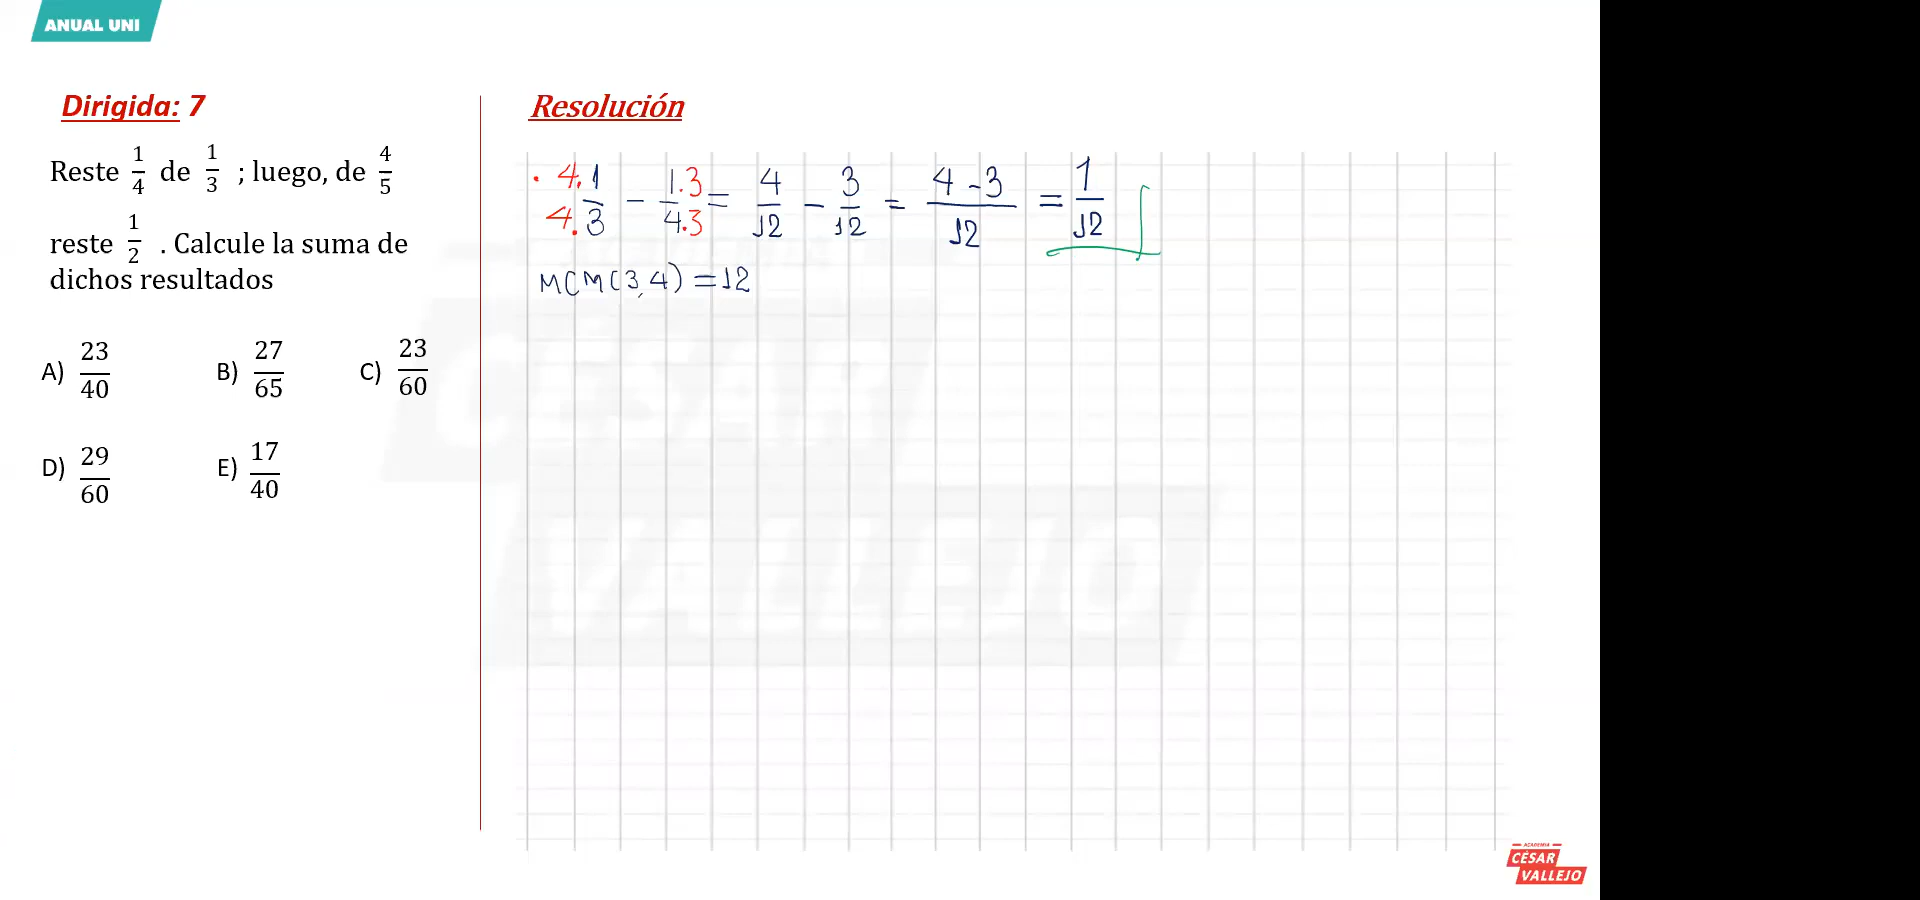 ANUAL UNI
Dirigida: 7
Reste 1/4 de 1/3 ; luego, de 4/5
reste 1/2 . Calcule la suma de
dichos resultados
A) 23/40 B) 27/65 C) 23/60
D) 29/60 E) 17/40
Resolución
• 4.1/4.3 - 1.3/4.3 = 4/12 - 3/12 = 4-3/12 = 1/12
MCM(3,4) = 12
CÉSAR
VALLEJO
ACADEMIA
CÉSAR
VALLEJO